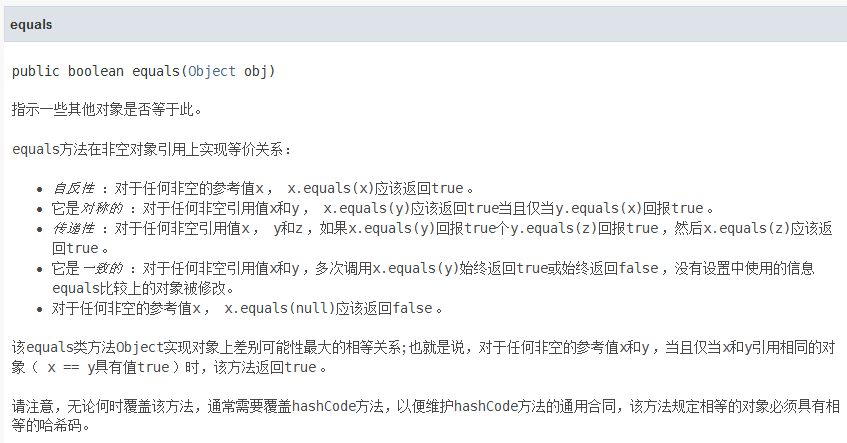 equals
public boolean equals(Object obj)
指示一些其他对象是否等于此。
equals方法在非空对象引用上实现等价关系：
• 自反性 ：对于任何非空的参考值x ， x.equals(x)应该返回true 。
• 它是对称的 ：对于任何非空引用值x和y ， x.equals(y)应该返回true当且仅当y.equals(x)回报true 。
• 传递性 ：对于任何非空引用值x ， y和z ，如果x.equals(y)回报true个y.equals(z)回报true ，然后x.equals(z)应该返
回true 。
• 它是一致的 ：对于任何非空引用值x和y ，多次调用x.equals(y)始终返回true或始终返回false ，没有设置中使用的信息
equals比较上的对象被修改。
• 对于任何非空的参考值x ， x.equals(null)应该返回false 。
该equals类方法Object实现对象上差别可能性最大的相等关系;也就是说，对于任何非空的参考值x和y ，当且仅当x和y引用相同的对
象（ x == y具有值true ）时，该方法返回true 。
请注意，无论何时覆盖该方法，通常需要覆盖hashCode方法，以便维护hashCode方法的通用合同，该方法规定相等的对象必须具有相
等的哈希码。